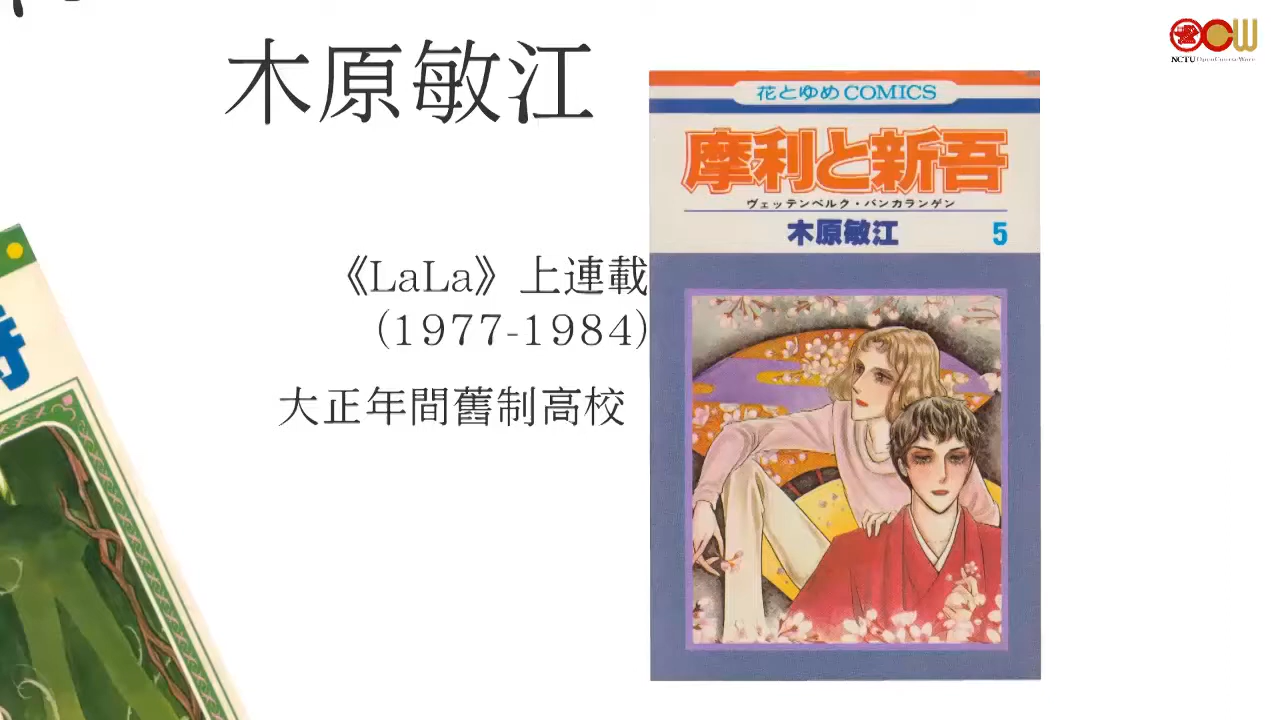 木原敏江
《LaLa》上連載
(1977-1984)
大正年間舊制高校
花とゆめCOMICS
摩利と新吾
ヴェッテンベルク・バンカランゲン
木原敏江
5
NCTU OpenCourseWare